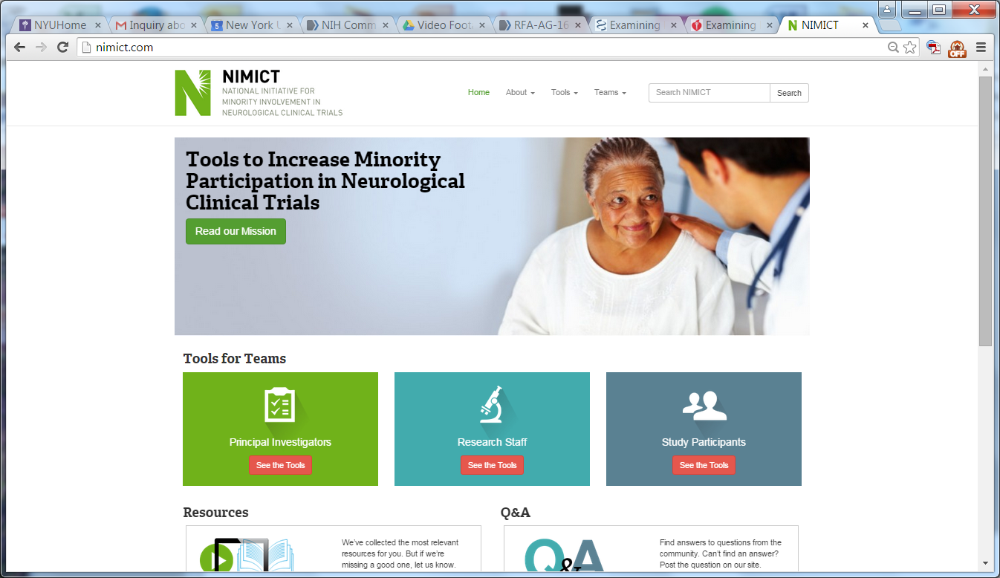 NYUHome
Inquiry abo
5
New York U
NIH Comm
Video Foot
RFA-AG-16
Examining
Examining
NIMICT
nimict.com
OFF
NIMICT
NATIONAL INITIATIVE FOR
MINORITY INVOLVEMENT IN
NEUROLOGICAL CLINICAL TRIALS
Home
About
Tools
Teams
Search NIMICT
Search
Tools to Increase Minority
Participation in Neurological
Clinical Trials
Read our Mission
Tools for Teams
Principal Investigators
See the Tools
Research Staff
See the Tools
Study Participants
See the Tools
Resources
We've collected the most relevant
resources for you. But if we're
missing a good one, let us know.
Q&A
Q&A
Find answers to questions from the
community. Can't find an answer?
Post the question on our site.